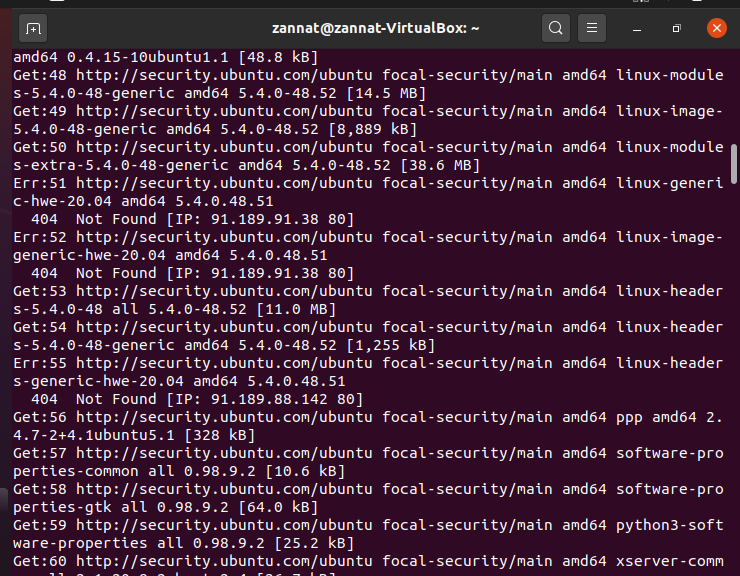 zannat@zannat-VirtualBox: ~
amd64 0.4.15-10ubuntu1.1 [48.8 kB]
Get:48 http://security.ubuntu.com/ubuntu focal-security/main amd64 linux-module
s-5.4.0-48-generic amd64 5.4.0-48.52 [14.5 MB]
Get:49 http://security.ubuntu.com/ubuntu focal-security/main amd64 linux-image-
5.4.0-48-generic amd64 5.4.0-48.52 [8,889 kB]
Get:50 http://security.ubuntu.com/ubuntu focal-security/main amd64 linux-module
s-extra-5.4.0-48-generic amd64 5.4.0-48.52 [38.6 MB]
Err:51 http://security.ubuntu.com/ubuntu focal-security/main amd64 linux-generi
c-hwe-20.04 amd64 5.4.0.48.51
  404  Not Found [IP: 91.189.91.38 80]
Err:52 http://security.ubuntu.com/ubuntu focal-security/main amd64 linux-image-
generic-hwe-20.04 amd64 5.4.0.48.51
  404  Not Found [IP: 91.189.91.38 80]
Get:53 http://security.ubuntu.com/ubuntu focal-security/main amd64 linux-header
s-5.4.0-48 all 5.4.0-48.52 [11.0 MB]
Get:54 http://security.ubuntu.com/ubuntu focal-security/main amd64 linux-header
s-5.4.0-48-generic amd64 5.4.0-48.52 [1,255 kB]
Err:55 http://security.ubuntu.com/ubuntu focal-security/main amd64 linux-header
s-generic-hwe-20.04 amd64 5.4.0.48.51
  404  Not Found [IP: 91.189.88.142 80]
Get:56 http://security.ubuntu.com/ubuntu focal-security/main amd64 ppp amd64 2.
4.7-2+4.1ubuntu5.1 [328 kB]
Get:57 http://security.ubuntu.com/ubuntu focal-security/main amd64 software-pro
perties-common all 0.98.9.2 [10.6 kB]
Get:58 http://security.ubuntu.com/ubuntu focal-security/main amd64 software-pro
perties-gtk all 0.98.9.2 [64.0 kB]
Get:59 http://security.ubuntu.com/ubuntu focal-security/main amd64 python3-soft
ware-properties all 0.98.9.2 [25.2 kB]
Get:60 http://security.ubuntu.com/ubuntu focal-security/main amd64 xserver-comm